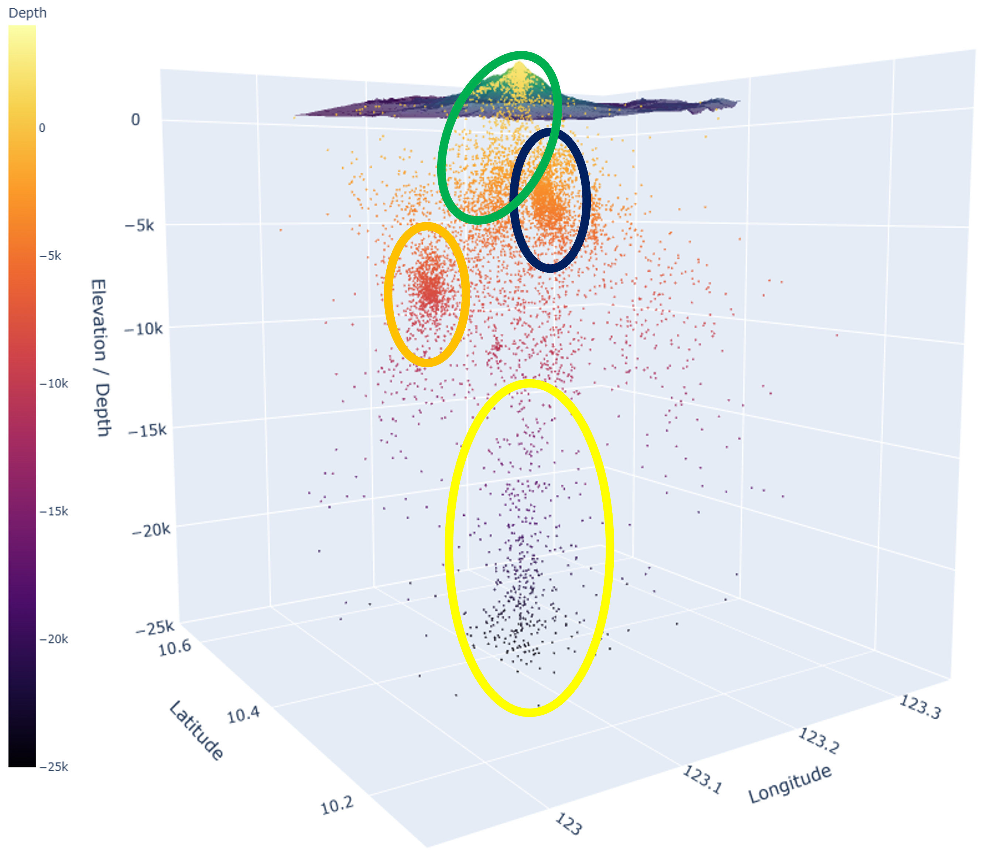 Depth
0
−5k
−10k
−15k
−20k
−25k
Elevation / Depth
0
−5k
−10k
−15k
−20k
−25k
10.6
10.4
10.2
Latitude
123
123.1
123.2
123.3
Longitude